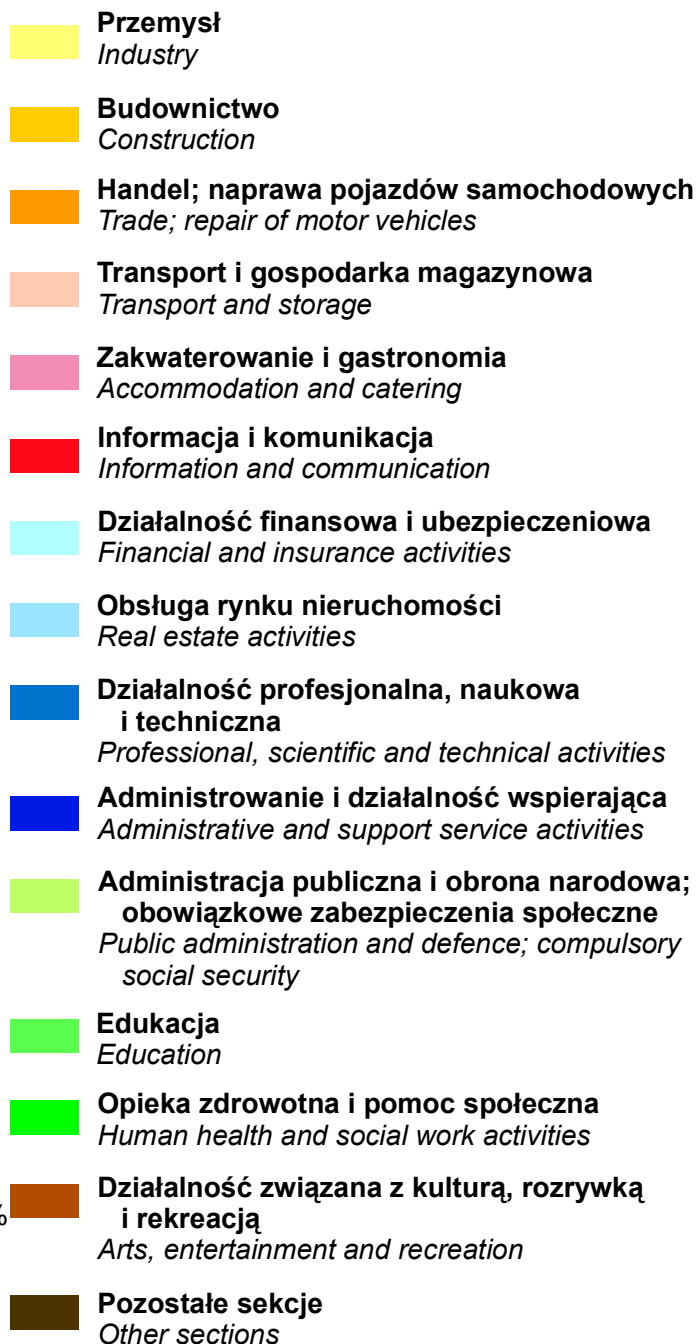 Przemysł
Industry
Budownictwo
Construction
Handel; naprawa pojazdów samochodowych
Trade; repair of motor vehicles
Transport i gospodarka magazynowa
Transport and storage
Zakwaterowanie i gastronomia
Accommodation and catering
Informacja i komunikacja
Information and communication
Działalność finansowa i ubezpieczeniowa
Financial and insurance activities
Obsługa rynku nieruchomości
Real estate activities
Działalność profesjonalna, naukowa
i techniczna
Professional, scientific and technical activities
Administrowanie i działalność wspierająca
Administrative and support service activities
Administracja publiczna i obrona narodowa;
obowiązkowe zabezpieczenia społeczne
Public administration and defence; compulsory
social security
Edukacja
Education
Opieka zdrowotna i pomoc społeczna
Human health and social work activities
Działalność związana z kulturą, rozrywką
% i rekreacją
Arts, entertainment and recreation
Pozostałe sekcje
Other sections